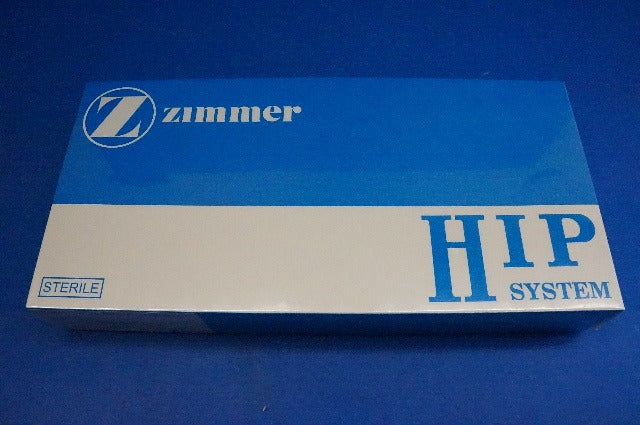 Z zimmer
HIP
SYSTEM
STERILE